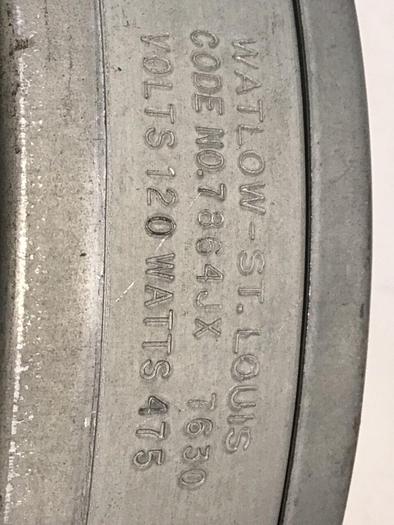 WATLOW-ST. LOUIS
CODE NO. 7864JX 7630
VOLTS 120 WATTS 475